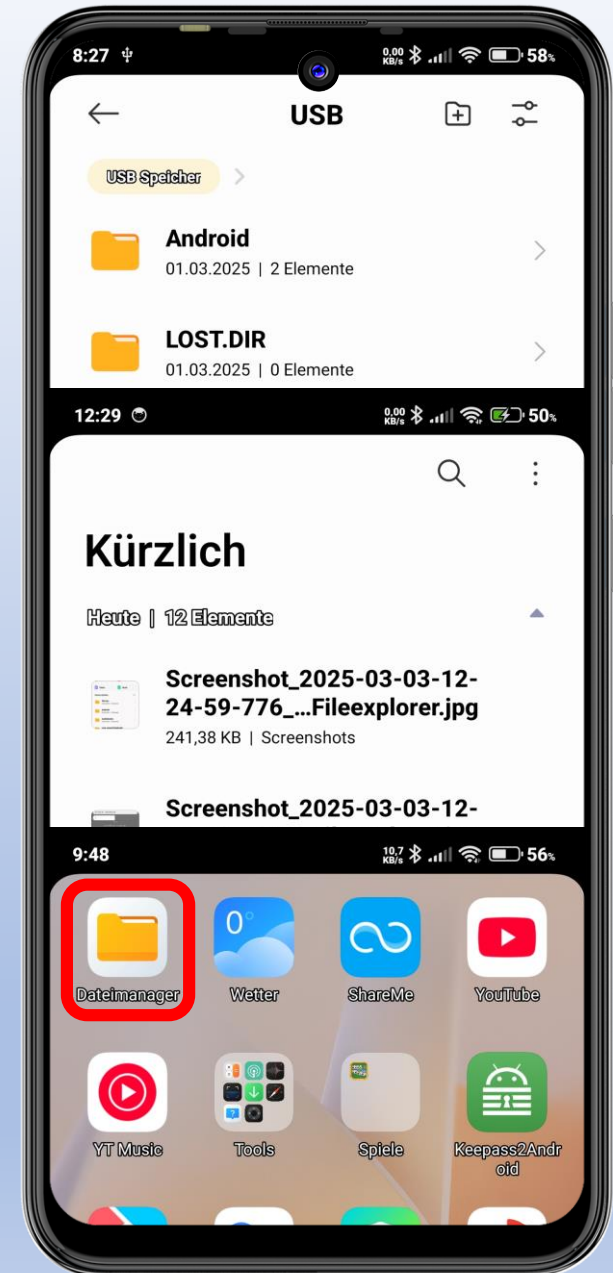 8:27 0,00 KB/s 58%
USB
USB Speicher
Android
01.03.2025 | 2 Elemente
LOST.DIR
01.03.2025 | 0 Elemente
12:29 0,00 KB/s 50%
Kürzlich
Heute | 12 Elemente
Screenshot_2025-03-03-12-
24-59-776_...Fileexplorer.jpg
241,38 KB | Screenshots
Screenshot_2025-03-03-12-
9:48 10,7 KB/s 56%
0°
Dateimanager Wetter ShareMe YouTube
YT Music Tools Spiele Keepass2Andr
oid